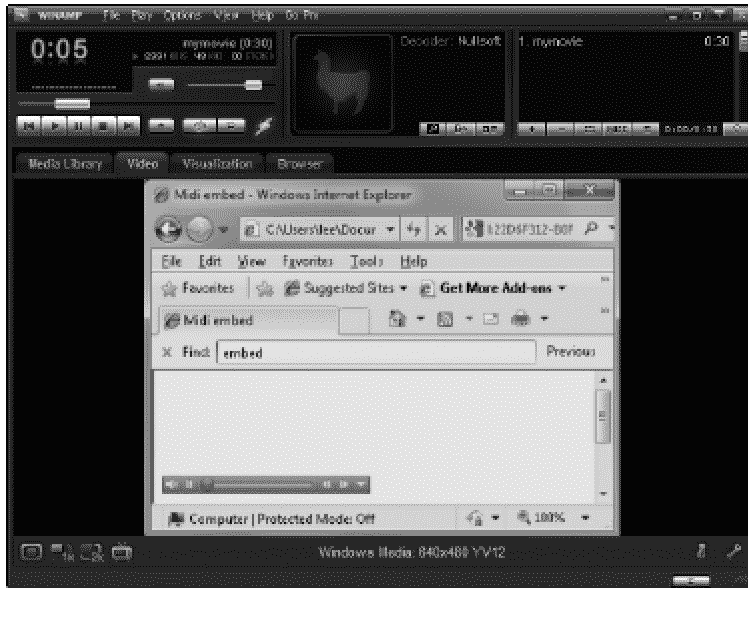 WINAMP File Play Options View Help Go Pro
0:05
mymovie (0:30)
Decoder: Nullsoft
1. mymovie 0:30
Media Library Video Visualization Browser
Midi embed - Windows Internet Explorer
C:\Users\lee\Docur
File Edit View Favorites Tools Help
Favorites Suggested Sites Get More Add-ons
Midi embed
Find: embed Previous
Computer | Protected Mode: Off 100%
Windows Media: 640x480 YV12